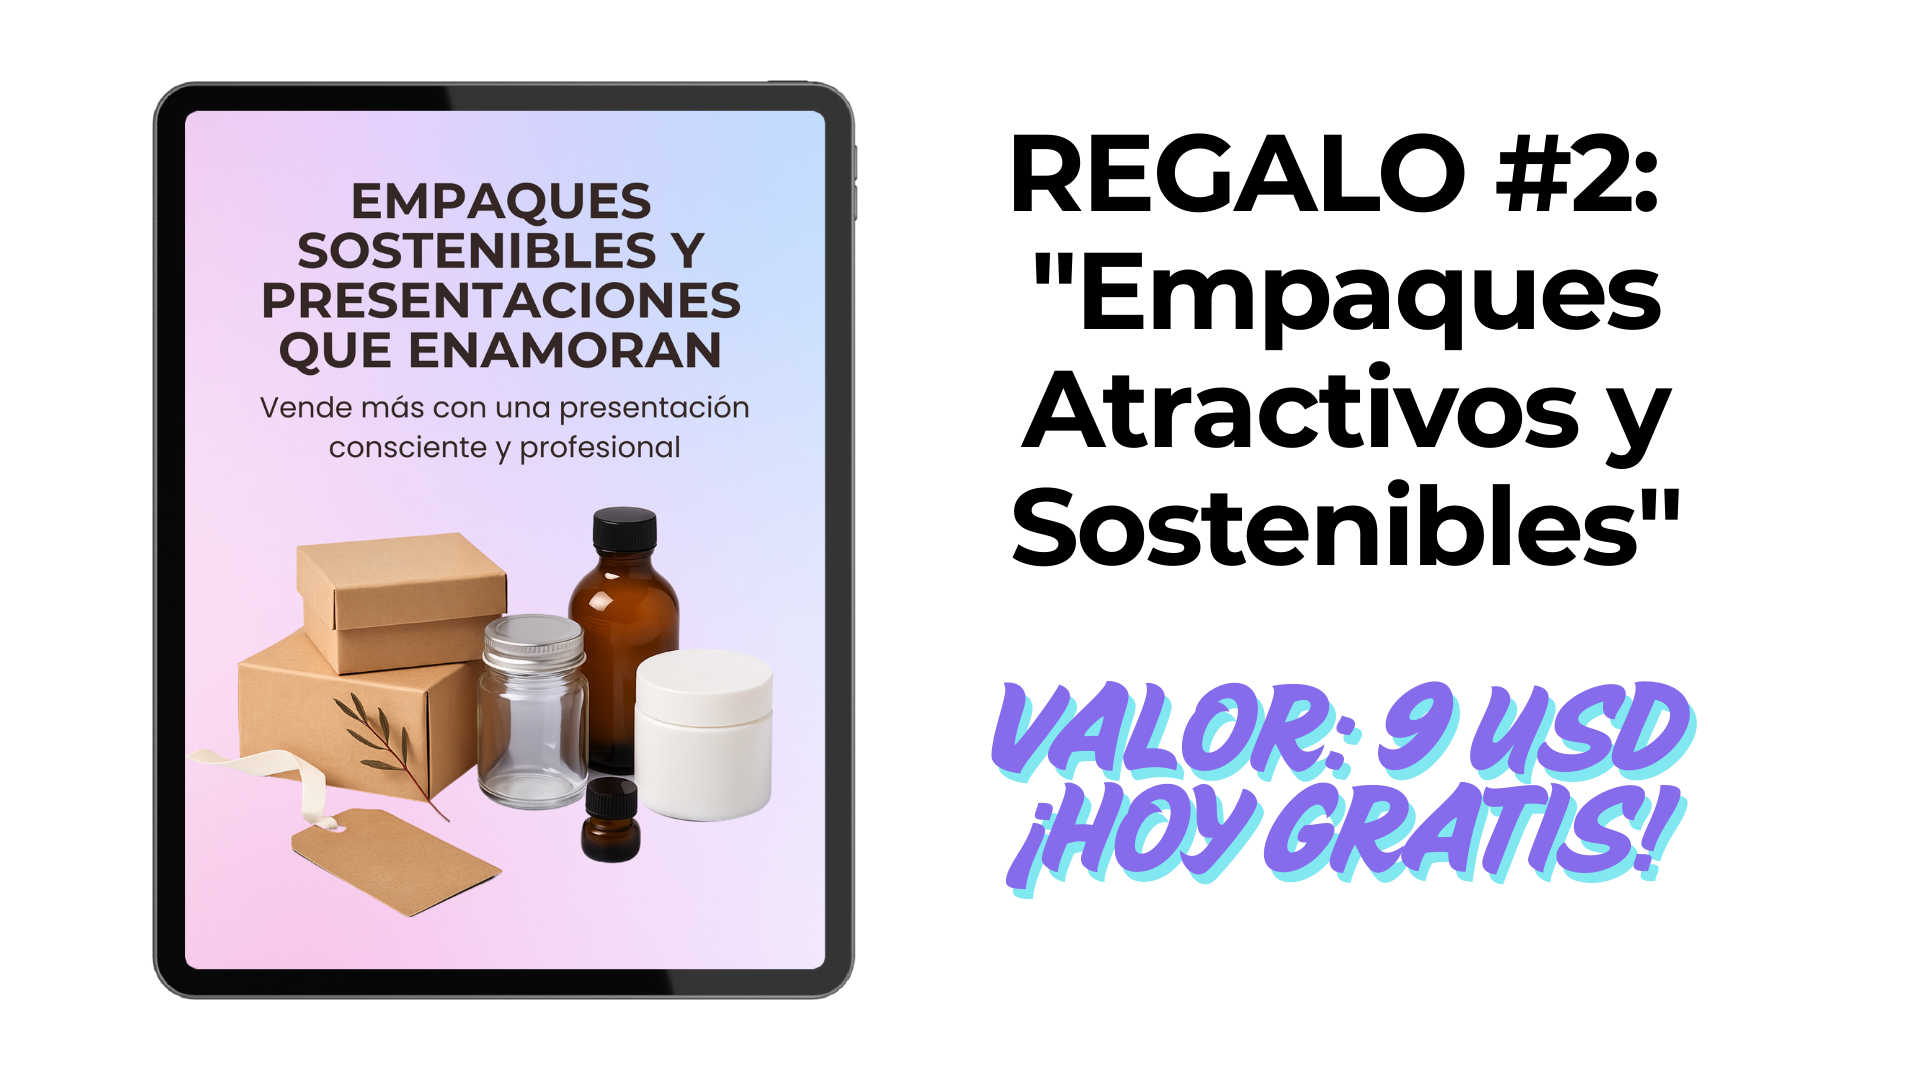 EMPAQUES
SOSTENIBLES Y
PRESENTACIONES
QUE ENAMORAN
Vende más con una presentación
consciente y profesional
REGALO #2:
"Empaques
Atractivos y
Sostenibles"
VALOR: 9 USD
¡HOY GRATIS!